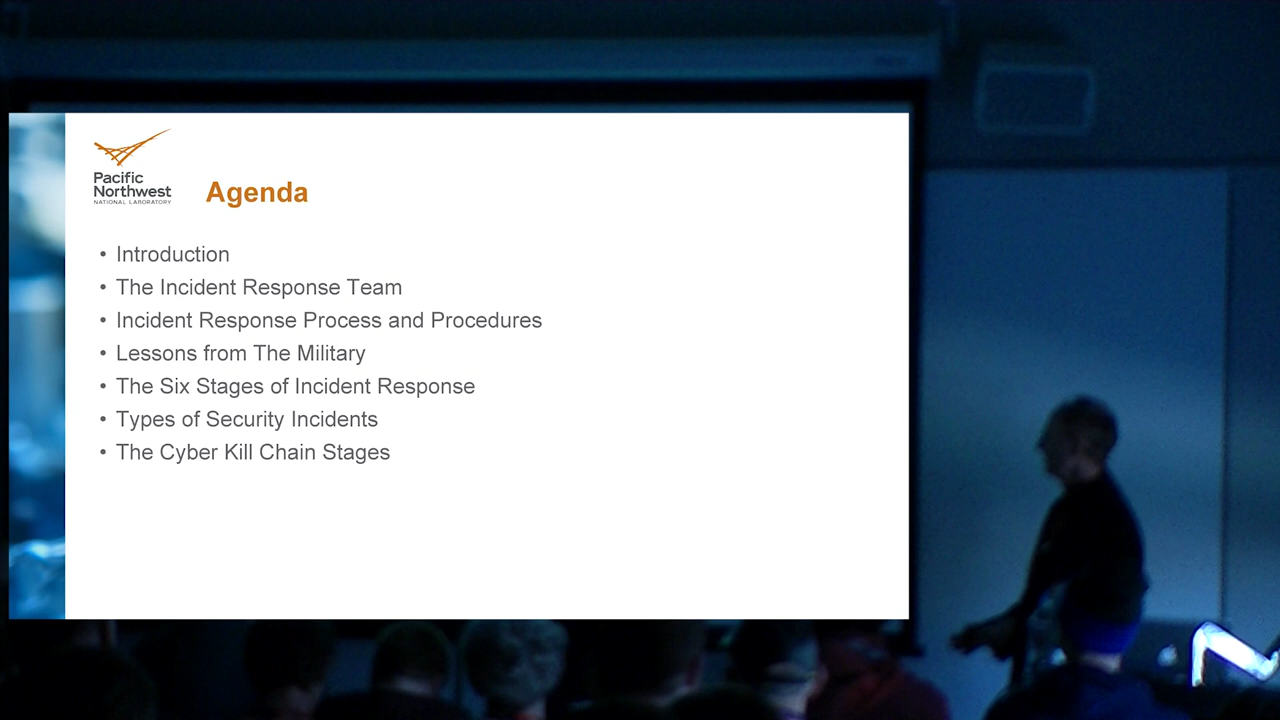 Pacific
Northwest
NATIONAL LABORATORY
Agenda
• Introduction
• The Incident Response Team
• Incident Response Process and Procedures
• Lessons from The Military
• The Six Stages of Incident Response
• Types of Security Incidents
• The Cyber Kill Chain Stages